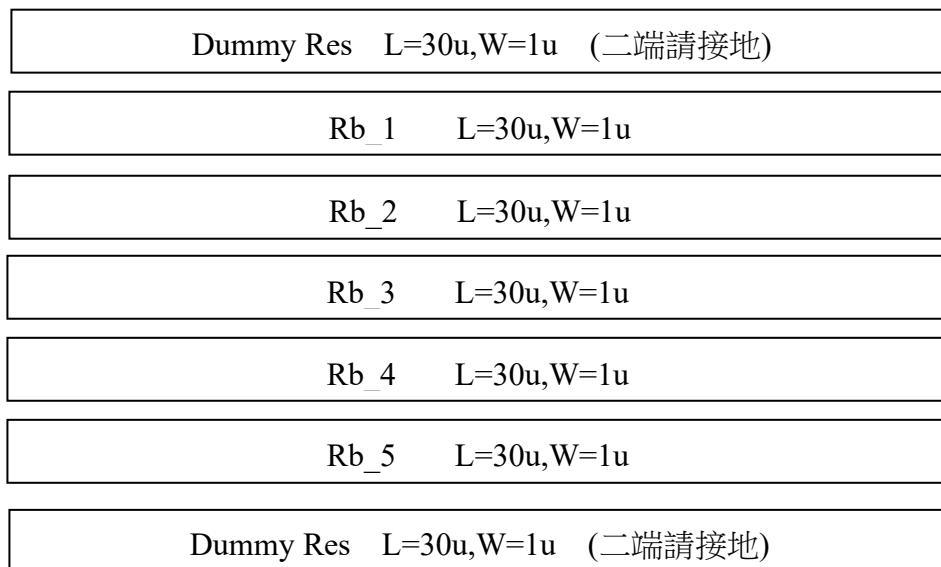 Dummy Res L=30u,W=1u (二端請接地)
Rb_1 L=30u,W=1u
Rb_2 L=30u,W=1u
Rb_3 L=30u,W=1u
Rb_4 L=30u,W=1u
Rb_5 L=30u,W=1u
Dummy Res L=30u,W=1u (二端請接地)